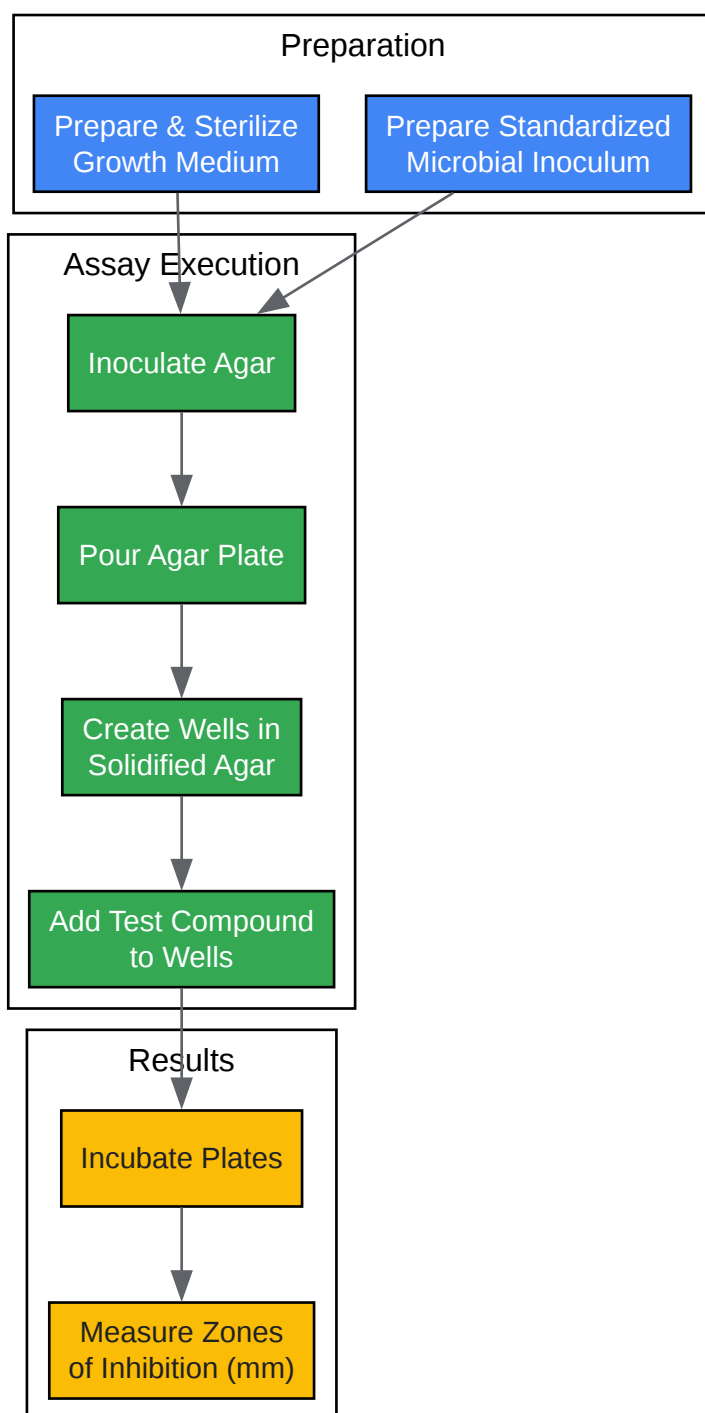 Preparation
Prepare & Sterilize
Growth Medium
Prepare Standardized
Microbial Inoculum
Assay Execution
Inoculate Agar
Pour Agar Plate
Create Wells in
Solidified Agar
Add Test Compound
to Wells
Results
Incubate Plates
Measure Zones
of Inhibition (mm)